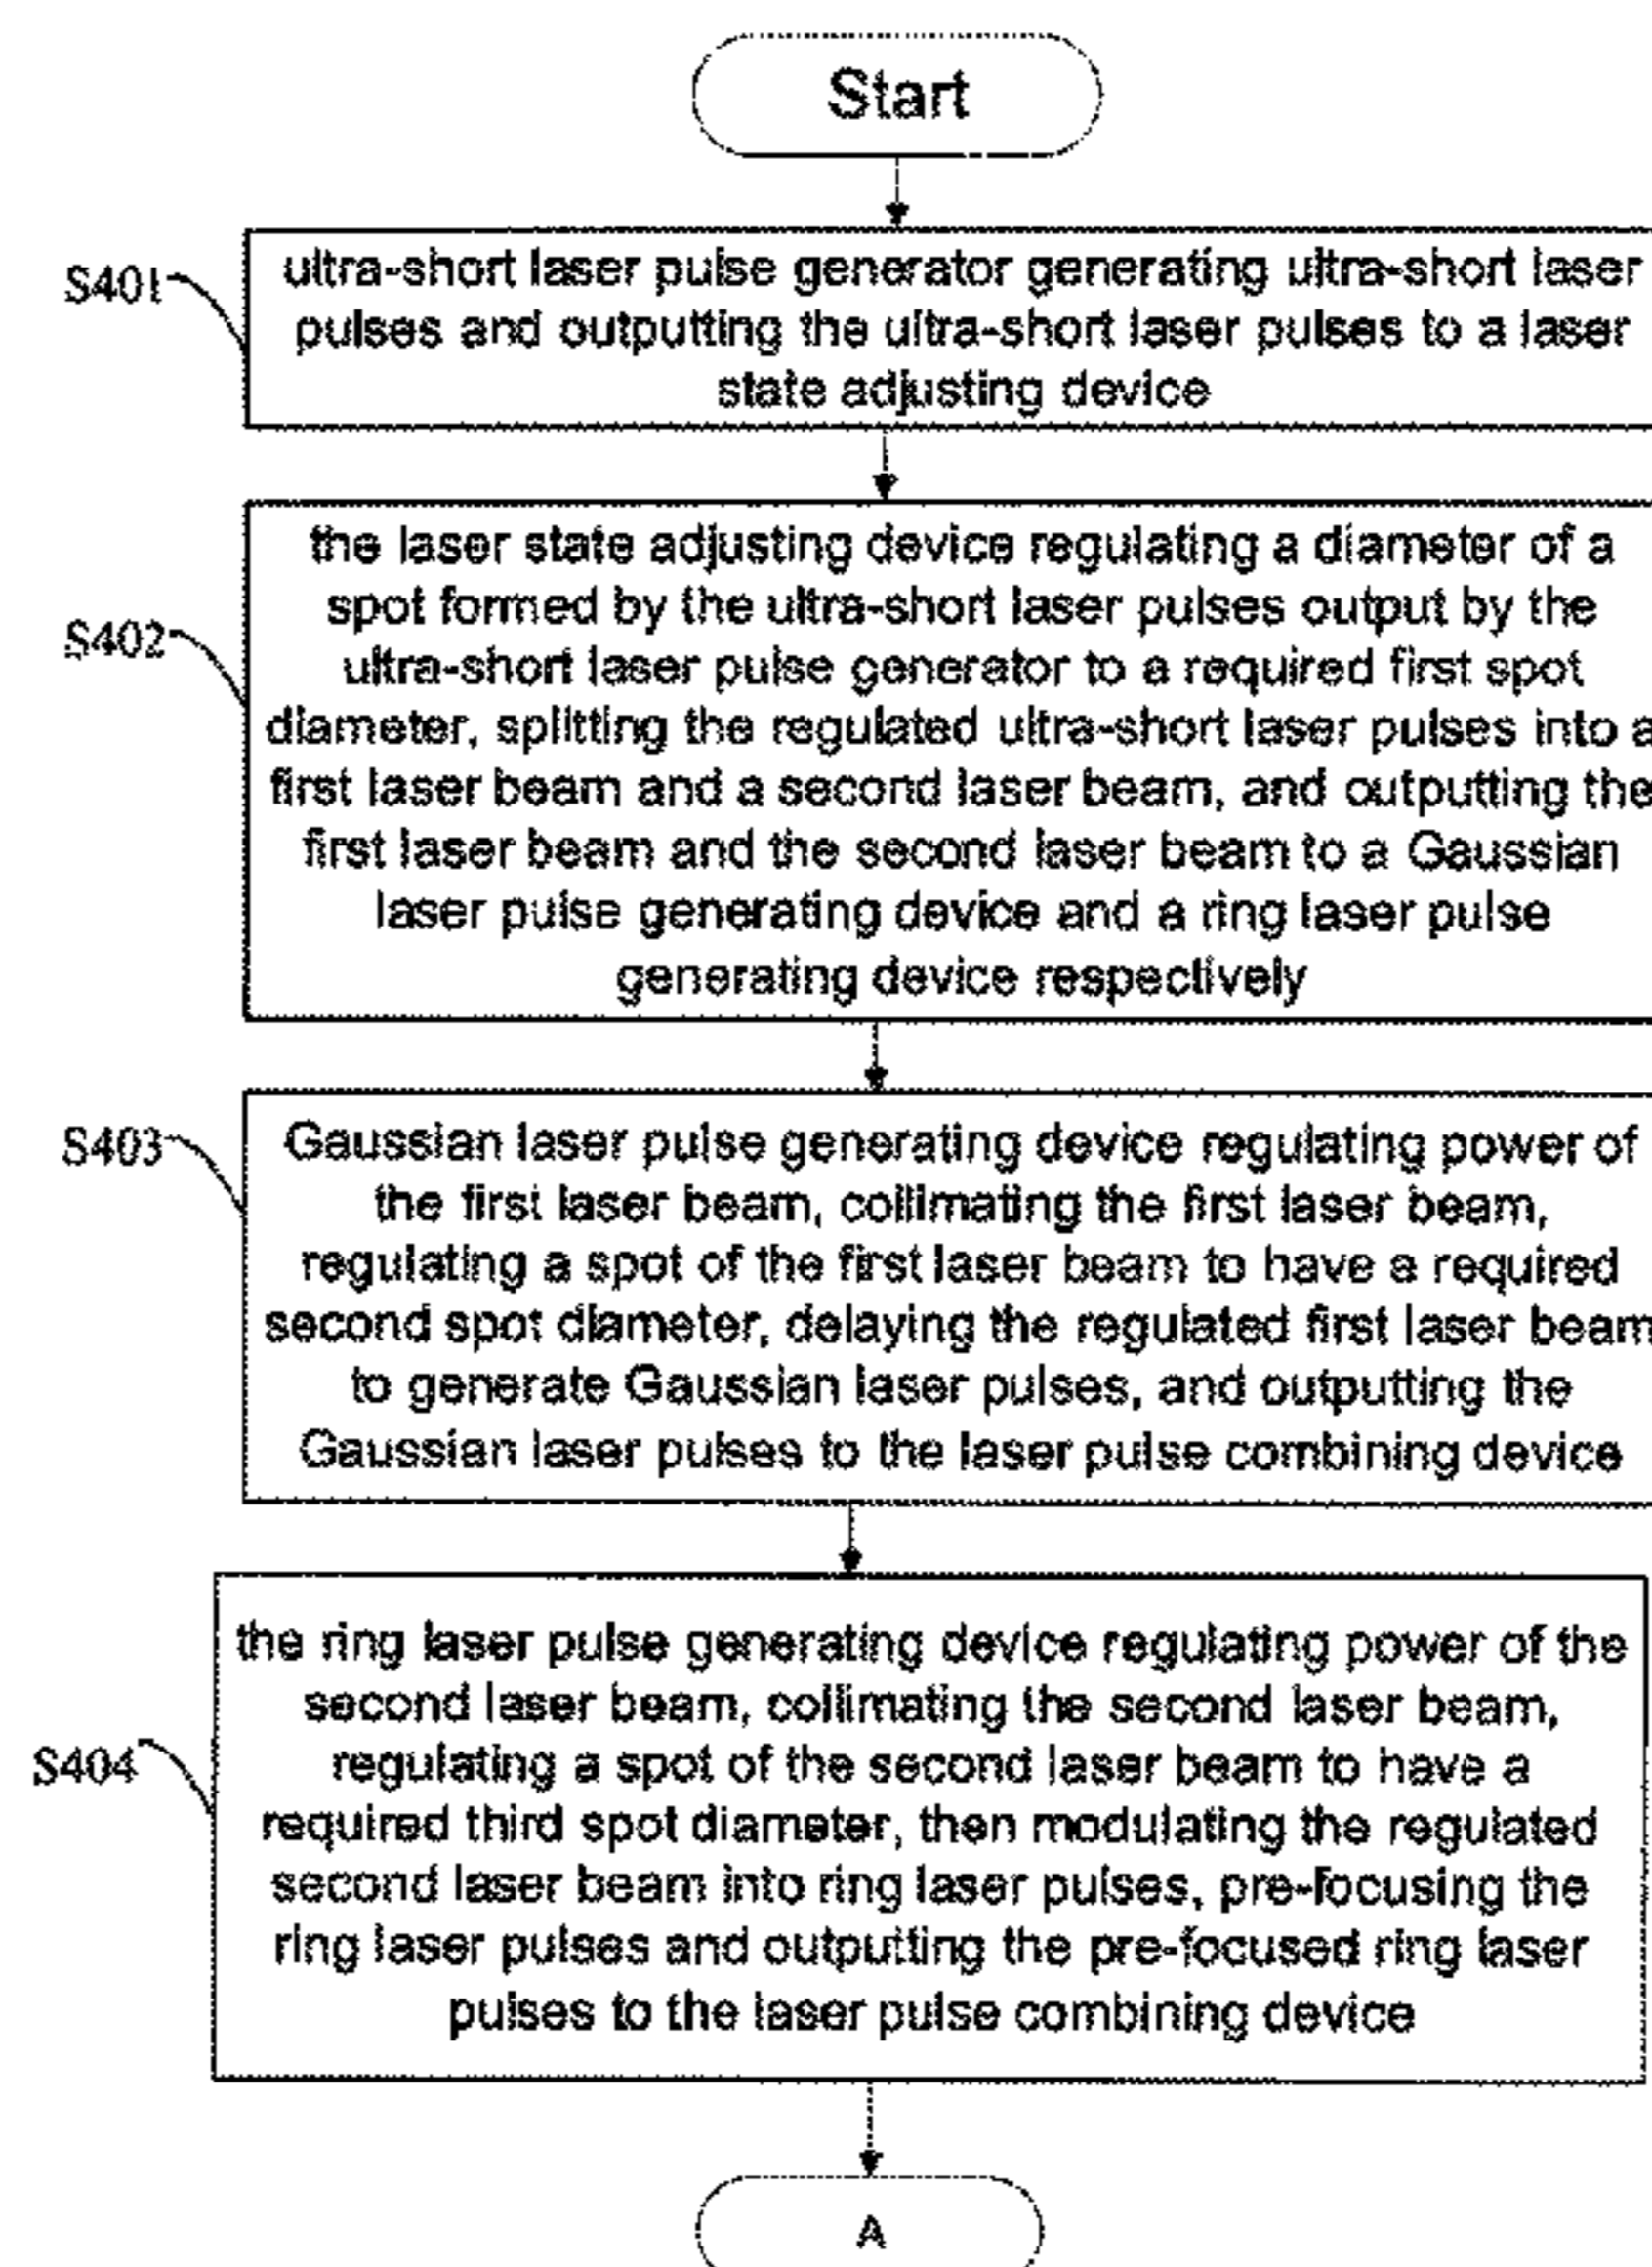 Start
S401
ultra-short laser pulse generator generating ultra-short laser
pulses and outputting the ultra-short laser pulses to a laser
state adjusting device
S402
the laser state adjusting device regulating a diameter of a
spot formed by the ultra-short laser pulses output by the
ultra-short laser pulse generator to a required first spot
diameter, splitting the regulated ultra-short laser pulses into a
first laser beam and a second laser beam, and outputting the
first laser beam and the second laser beam to a Gaussian
laser pulse generating device and a ring laser pulse
generating device respectively
S403
Gaussian laser pulse generating device regulating power of
the first laser beam, collimating the first laser beam,
regulating a spot of the first laser beam to have a required
second spot diameter, delaying the regulated first laser beam
to generate Gaussian laser pulses, and outputting the
Gaussian laser pulses to the laser pulse combining device
S404
the ring laser pulse generating device regulating power of the
second laser beam, collimating the second laser beam,
regulating a spot of the second laser beam to have a
required third spot diameter, then modulating the regulated
second laser beam into ring laser pulses, pre-focusing the
ring laser pulses and outputting the pre-focused ring laser
pulses to the laser pulse combining device
A